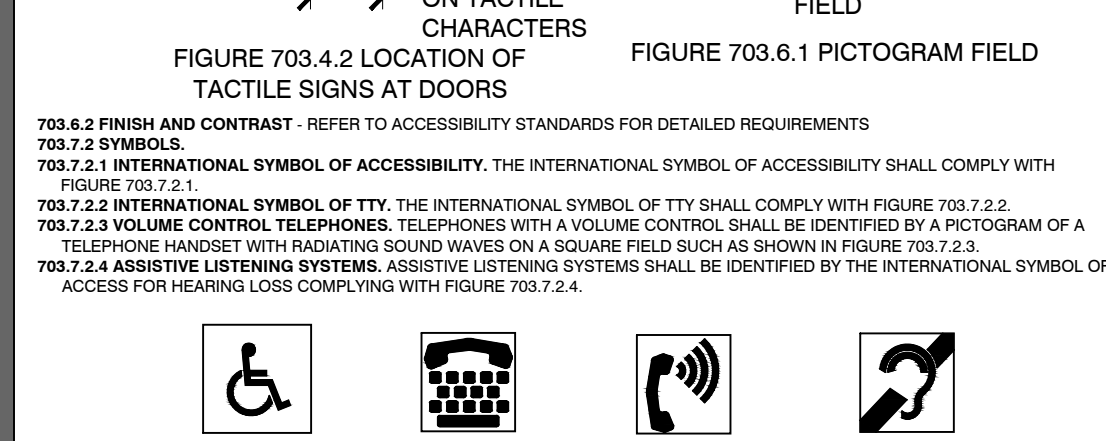 ON TACTILE
CHARACTERS
FIELD
FIGURE 703.4.2 LOCATION OF
TACTILE SIGNS AT DOORS
FIGURE 703.6.1 PICTOGRAM FIELD
703.6.2 FINISH AND CONTRAST - REFER TO ACCESSIBILITY STANDARDS FOR DETAILED REQUIREMENTS
703.7.2 SYMBOLS.
703.7.2.1 INTERNATIONAL SYMBOL OF ACCESSIBILITY. THE INTERNATIONAL SYMBOL OF ACCESSIBILITY SHALL COMPLY WITH
FIGURE 703.7.2.1.
703.7.2.2 INTERNATIONAL SYMBOL OF TTY. THE INTERNATIONAL SYMBOL OF TTY SHALL COMPLY WITH FIGURE 703.7.2.2.
703.7.2.3 VOLUME CONTROL TELEPHONES. TELEPHONES WITH A VOLUME CONTROL SHALL BE IDENTIFIED BY A PICTOGRAM OF A
TELEPHONE HANDSET WITH RADIATING SOUND WAVES ON A SQUARE FIELD SUCH AS SHOWN IN FIGURE 703.7.2.3.
703.7.2.4 ASSISTIVE LISTENING SYSTEMS. ASSISTIVE LISTENING SYSTEMS SHALL BE IDENTIFIED BY THE INTERNATIONAL SYMBOL OF
ACCESS FOR HEARING LOSS COMPLYING WITH FIGURE 703.7.2.4.